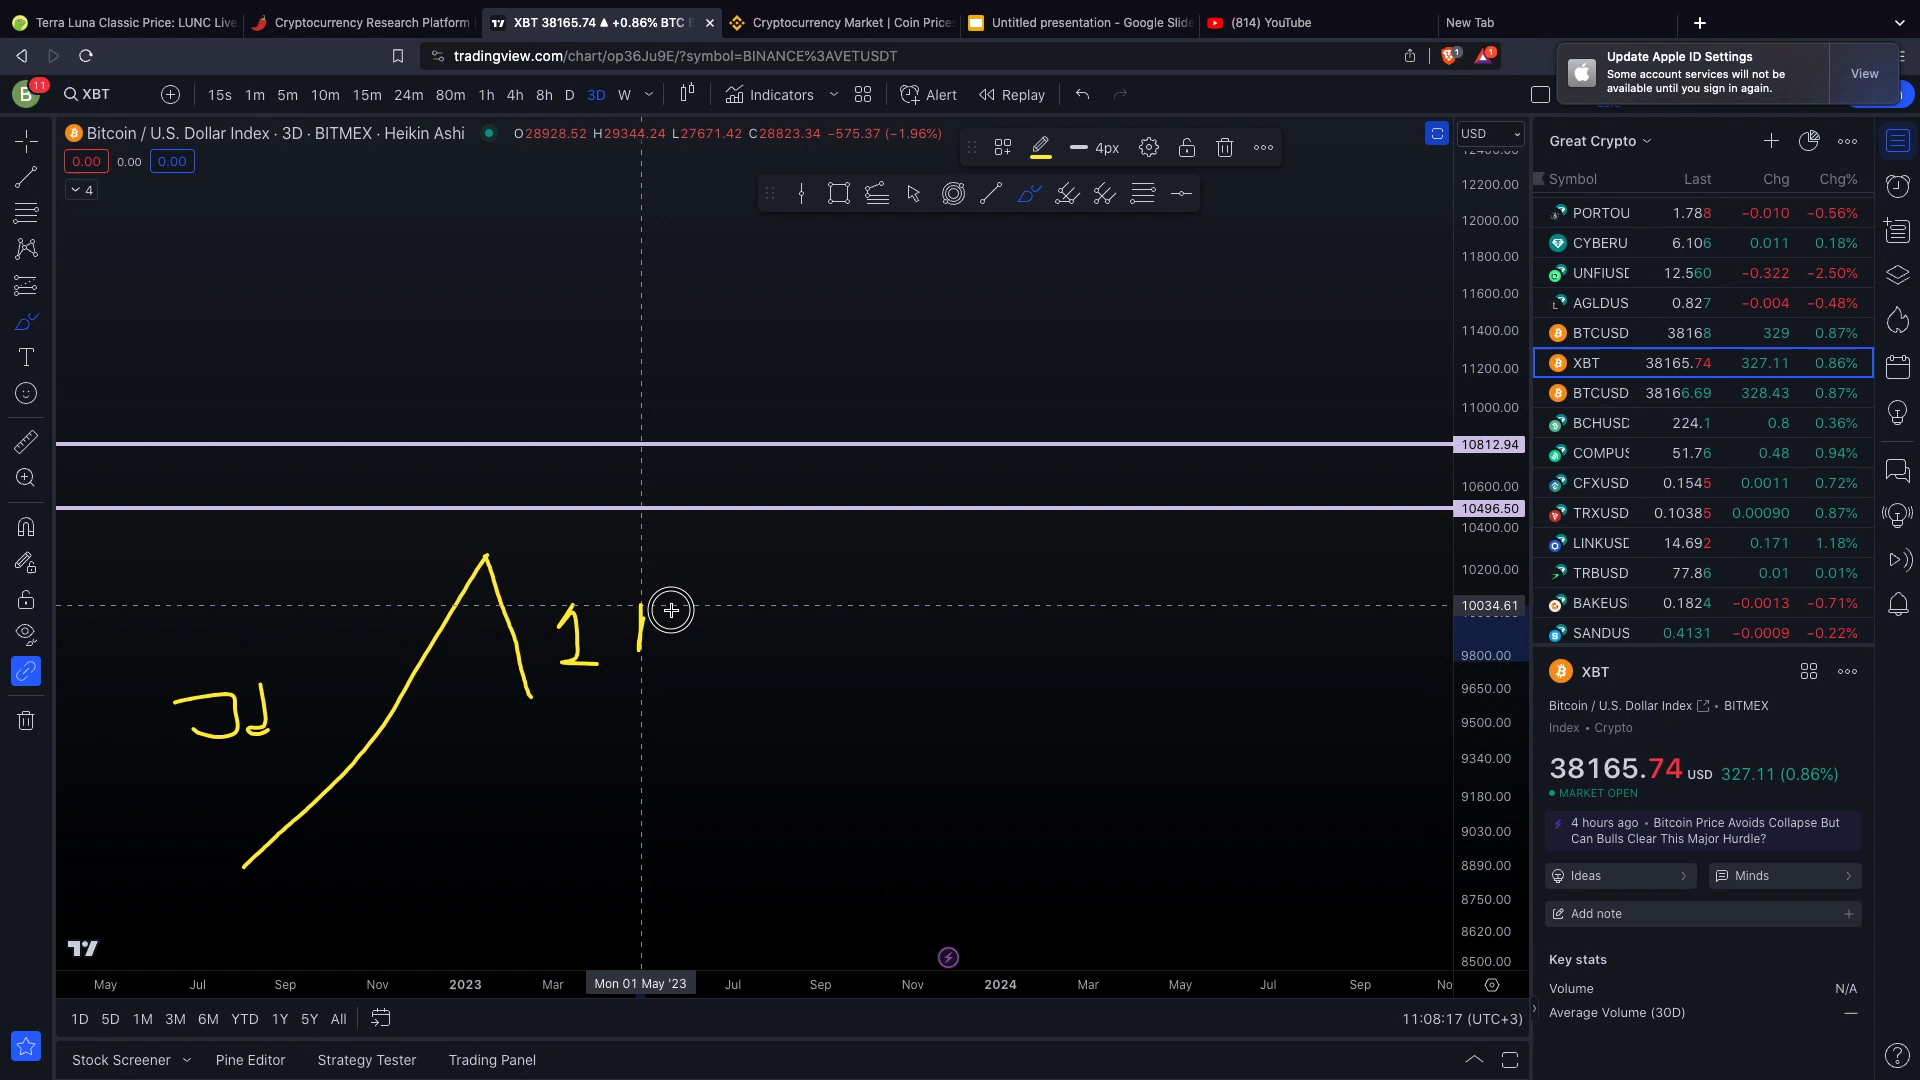 Terra Luna Classic Price: LUNC Live
Cryptocurrency Research Platform
XBT 38165.74 ▲ +0.86% BTC
Cryptocurrency Market | Coin Price
Untitled presentation - Google Slide
(814) YouTube
New Tab
tradingview.com/chart/op36Ju9E/?symbol=BINANCE%3AVETUSDT
1
1
Update Apple ID Settings
Some account services will not be
available until you sign in again.
View
B 11
XBT
15s 1m 5m 10m 15m 24m 80m 1h 4h 8h D 3D W
Indicators
Alert
Replay
Bitcoin / U.S. Dollar Index · 3D · BITMEX · Heikin Ashi
O28928.52 H29344.24 L27671.42 C28823.34 −575.37 (−1.96%)
0.00 0.00 0.00
4
4px
USD
12200.00
12000.00
11800.00
11600.00
11400.00
11200.00
11000.00
10812.94
10600.00
10496.50
10400.00
10200.00
10034.61
9800.00
9650.00
9500.00
9340.00
9180.00
9030.00
8890.00
8750.00
8620.00
8500.00
1
May Jul Sep Nov 2023 Mar Mon 01 May '23 Jul Sep Nov 2024 Mar May Jul Sep No
1D 5D 1M 3M 6M YTD 1Y 5Y All
11:08:17 (UTC+3)
Stock Screener Pine Editor Strategy Tester Trading Panel
Great Crypto
Symbol Last Chg Chg%
PORTOU 1.788 −0.010 −0.56%
CYBERU 6.106 0.011 0.18%
UNFIUSD 12.560 −0.322 −2.50%
AGLDUS 0.827 −0.004 −0.48%
BTCUSD 38168 329 0.87%
XBT 38165.74 327.11 0.86%
BTCUSD 38166.69 328.43 0.87%
BCHUSD 224.1 0.8 0.36%
COMPUS 51.76 0.48 0.94%
CFXUSD 0.1545 0.0011 0.72%
TRXUSD 0.10385 0.00090 0.87%
LINKUSD 14.692 0.171 1.18%
TRBUSD 77.86 0.01 0.01%
BAKEUS 0.1824 −0.0013 −0.71%
SANDUS 0.4131 −0.0009 −0.22%
XBT
Bitcoin / U.S. Dollar Index • BITMEX
Index • Crypto
38165.74 USD 327.11 (0.86%)
MARKET OPEN
4 hours ago • Bitcoin Price Avoids Collapse But
Can Bulls Clear This Major Hurdle?
Ideas
Minds
Add note
Key stats
Volume N/A
Average Volume (30D) —